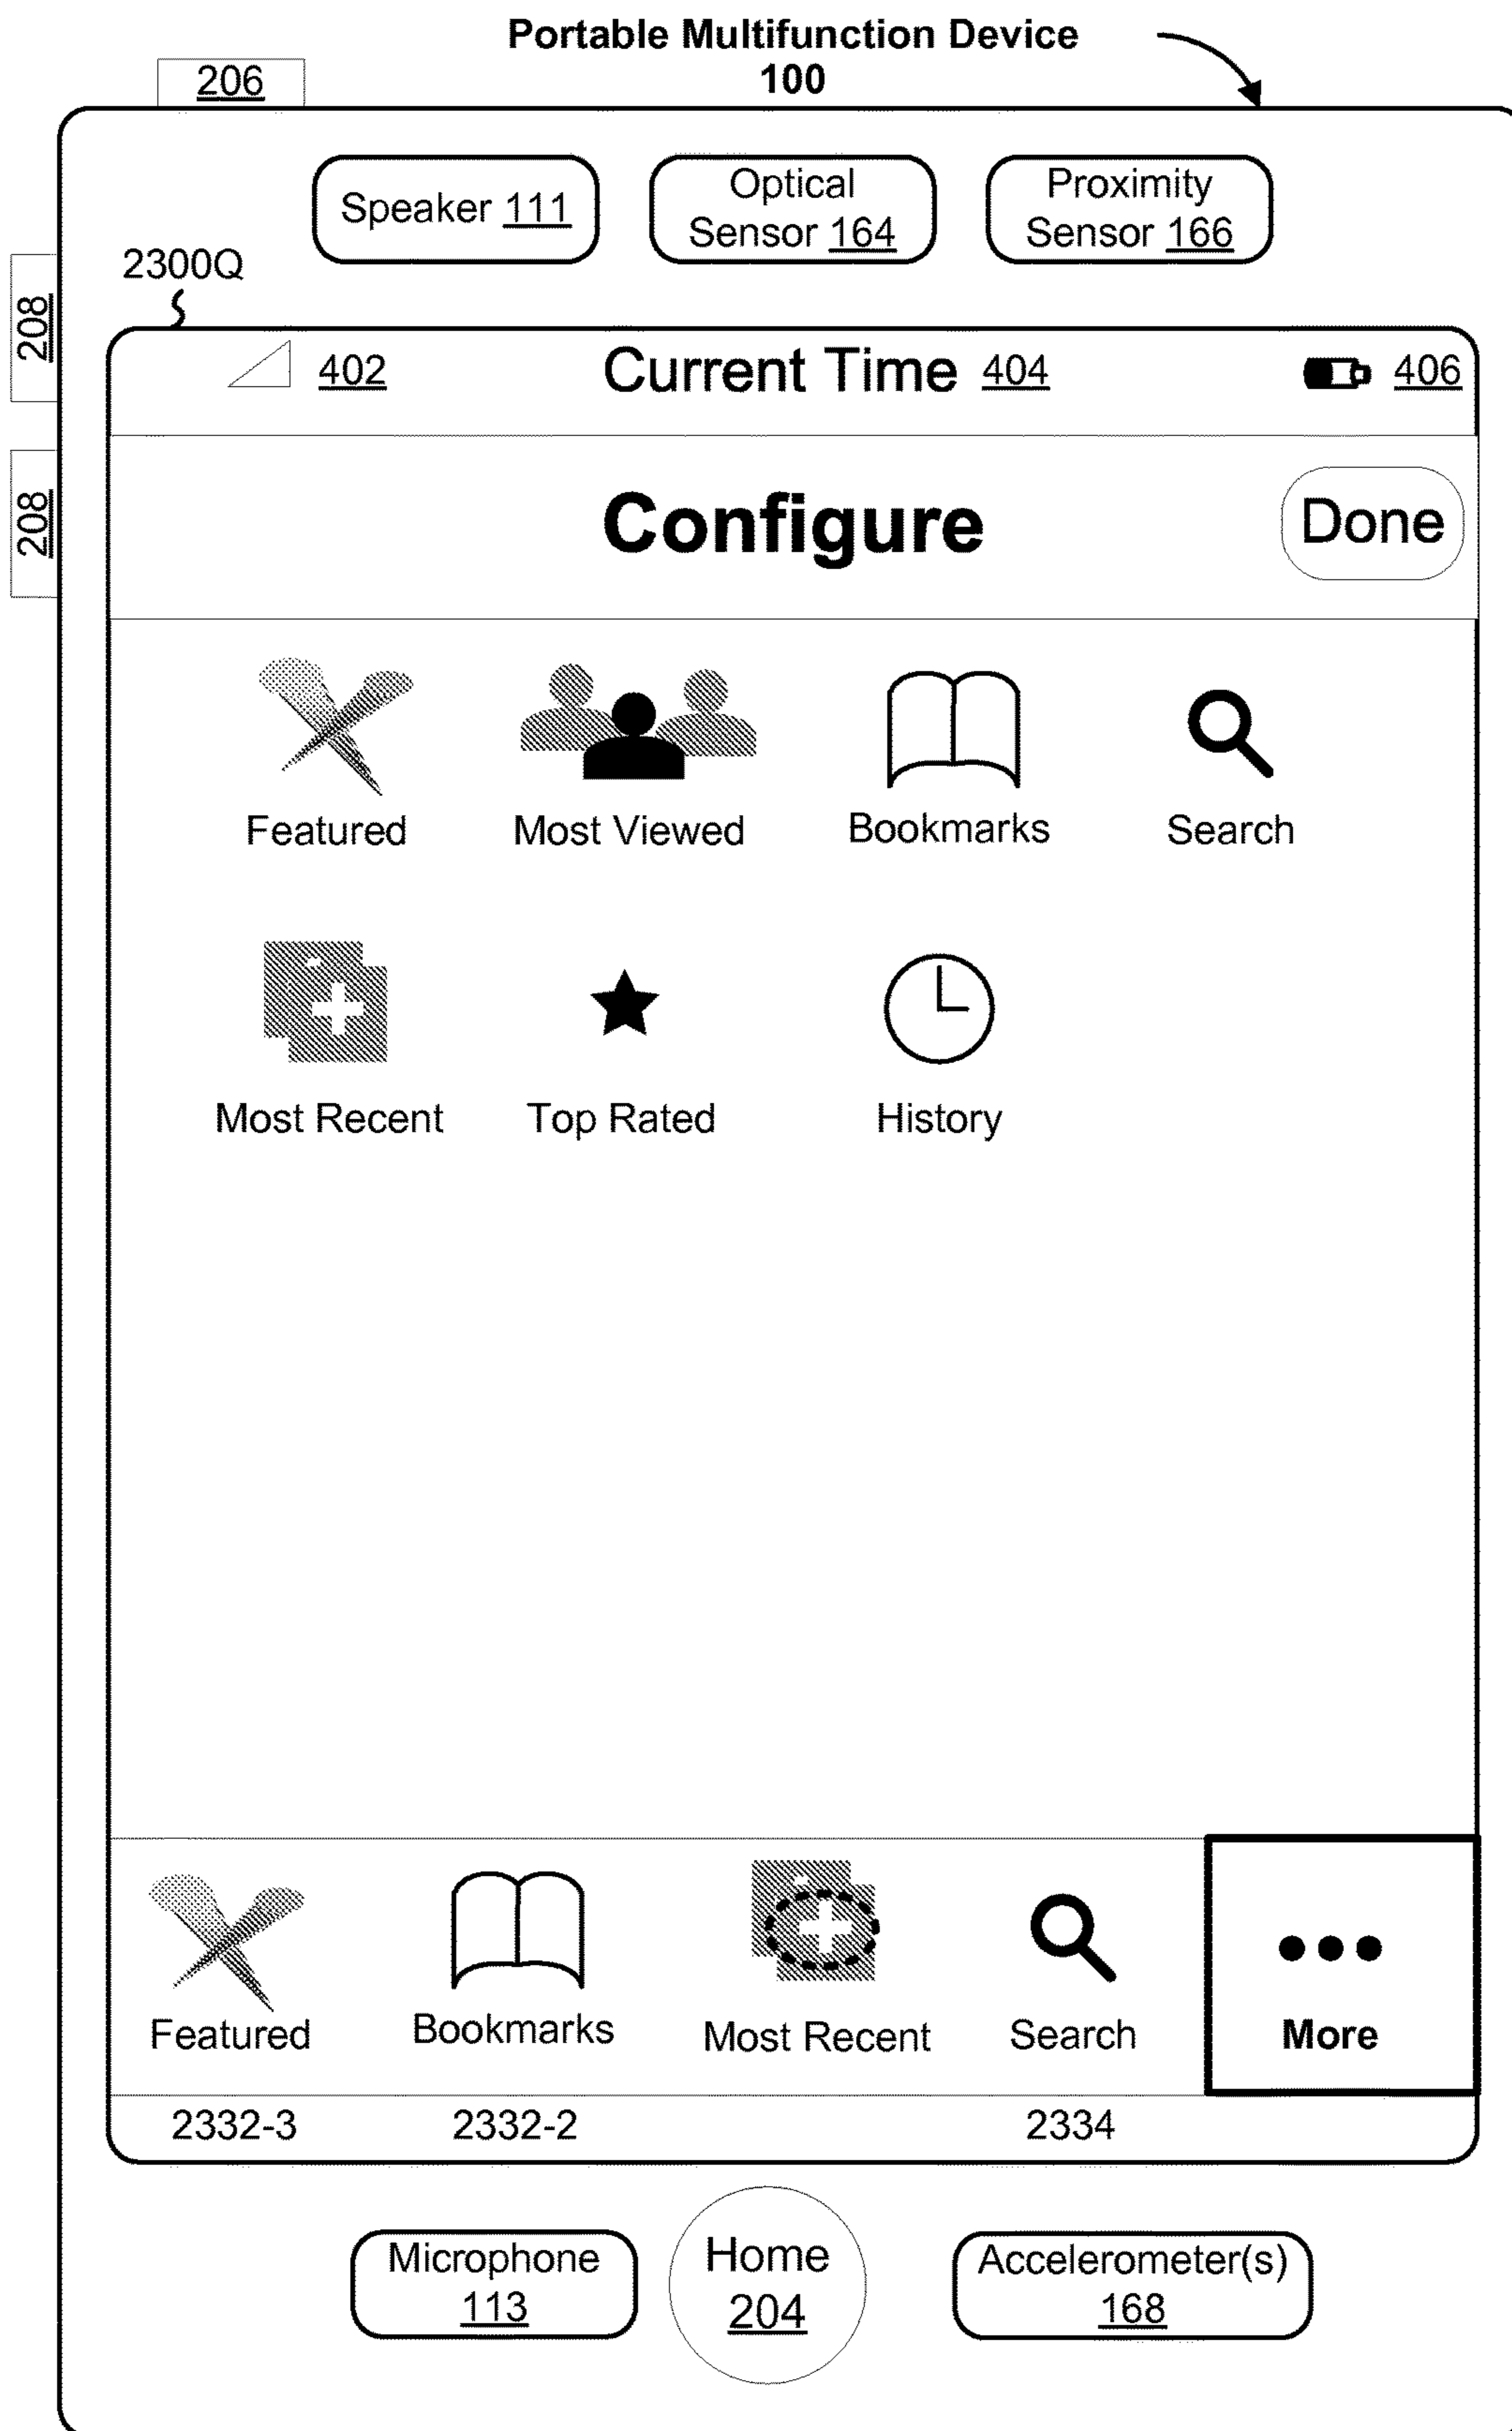 Portable Multifunction Device
100
206
Speaker 111
Optical
Sensor 164
Proximity
Sensor 166
2300Q
208
208
402
Current Time 404
406
Configure
Done
Featured
Most Viewed
Bookmarks
Search
Most Recent
Top Rated
History
Featured
Bookmarks
Most Recent
Search
More
2332-3
2332-2
2334
Microphone
113
Home
204
Accelerometer(s)
168